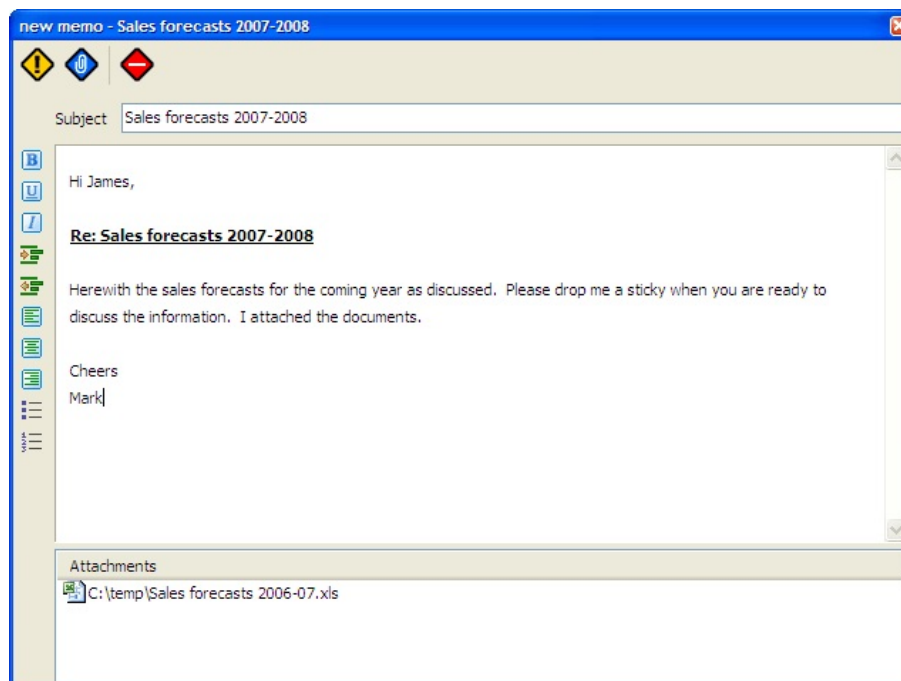 new memo - Sales forecasts 2007-2008
Subject Sales forecasts 2007-2008
B
U
I
Hi James,
Re: Sales forecasts 2007-2008
Herewith the sales forecasts for the coming year as discussed.  Please drop me a sticky when you are ready to
discuss the information.  I attached the documents.
Cheers
Mark
Attachments
C:\temp\Sales forecasts 2006-07.xls